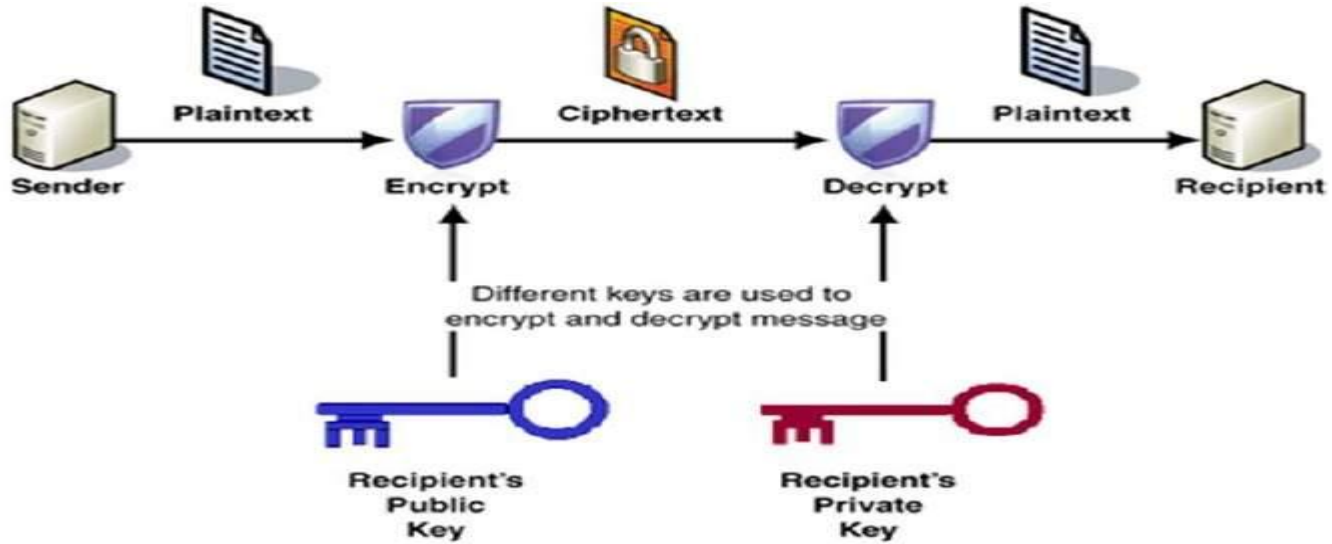 Plaintext
Ciphertext
Plaintext
Sender
Encrypt
Decrypt
Recipient
Different keys are used to
encrypt and decrypt message
Recipient's
Public
Key
Recipient's
Private
Key